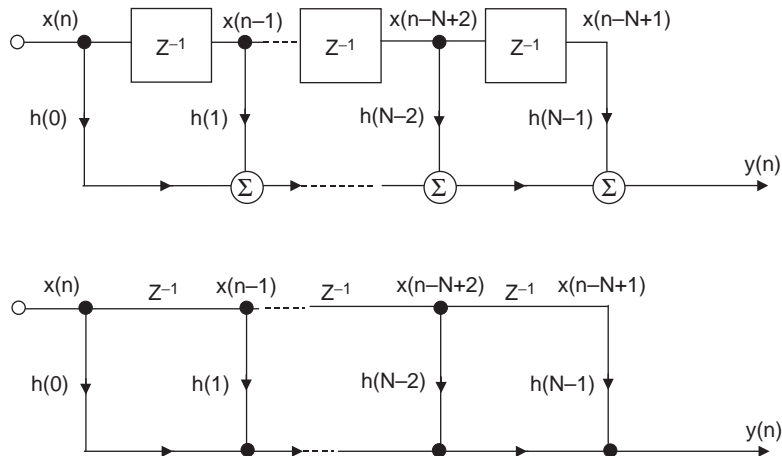 x(n) x(n–1) x(n–N+2) x(n–N+1)
Z⁻¹ Z⁻¹ Z⁻¹
h(0) h(1) h(N–2) h(N–1)
y(n)
Σ Σ Σ
x(n) x(n–1) x(n–N+2) x(n–N+1)
Z⁻¹ Z⁻¹ Z⁻¹
h(0) h(1) h(N–2) h(N–1)
y(n)